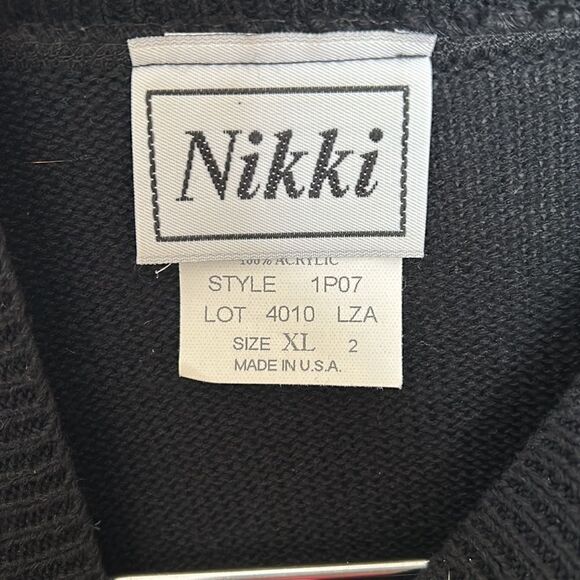 Nikki
100% ACRYLIC
STYLE 1P07
LOT 4010 LZA
SIZE XL 2
MADE IN U.S.A.